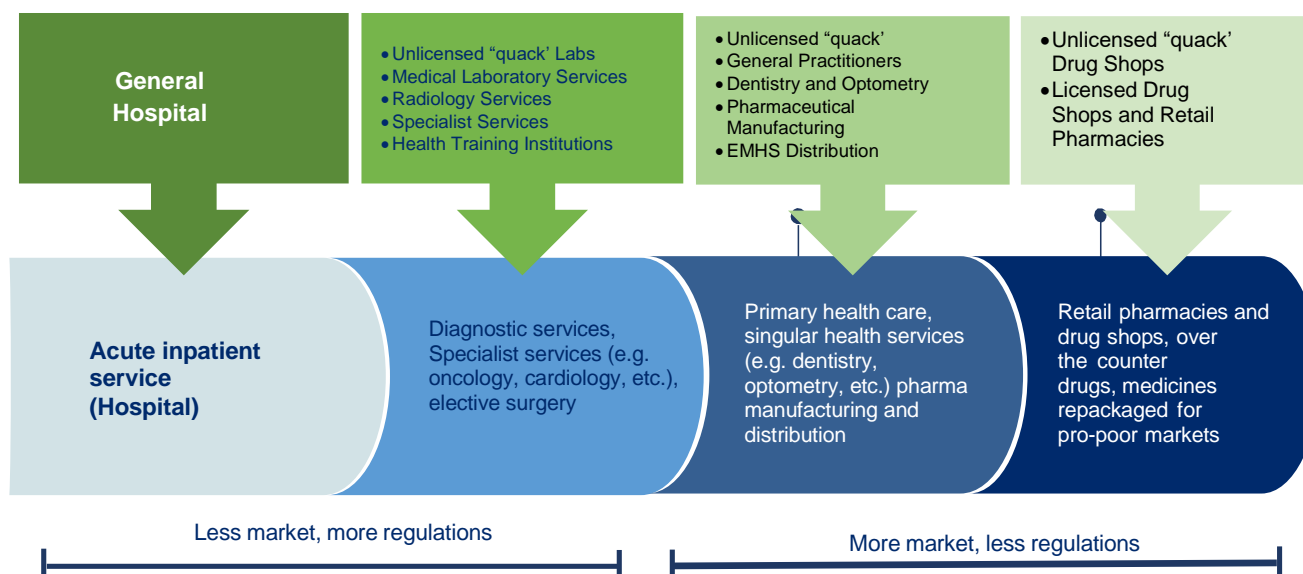 General
Hospital
• Unlicensed “quack’ Labs
• Medical Laboratory Services
• Radiology Services
• Specialist Services
• Health Training Institutions
• Unlicensed “quack’
• General Practitioners
• Dentistry and Optometry
• Pharmaceutical
Manufacturing
• EMHS Distribution
• Unlicensed “quack’
Drug Shops
• Licensed Drug
Shops and Retail
Pharmacies
Acute inpatient
service
(Hospital)
Diagnostic services,
Specialist services (e.g.
oncology, cardiology, etc.),
elective surgery
Primary health care,
singular health services
(e.g. dentistry,
optometry, etc.) pharma
manufacturing and
distribution
Retail pharmacies and
drug shops, over
the counter
drugs, medicines
repackaged for
pro-poor markets
Less market, more regulations
More market, less regulations